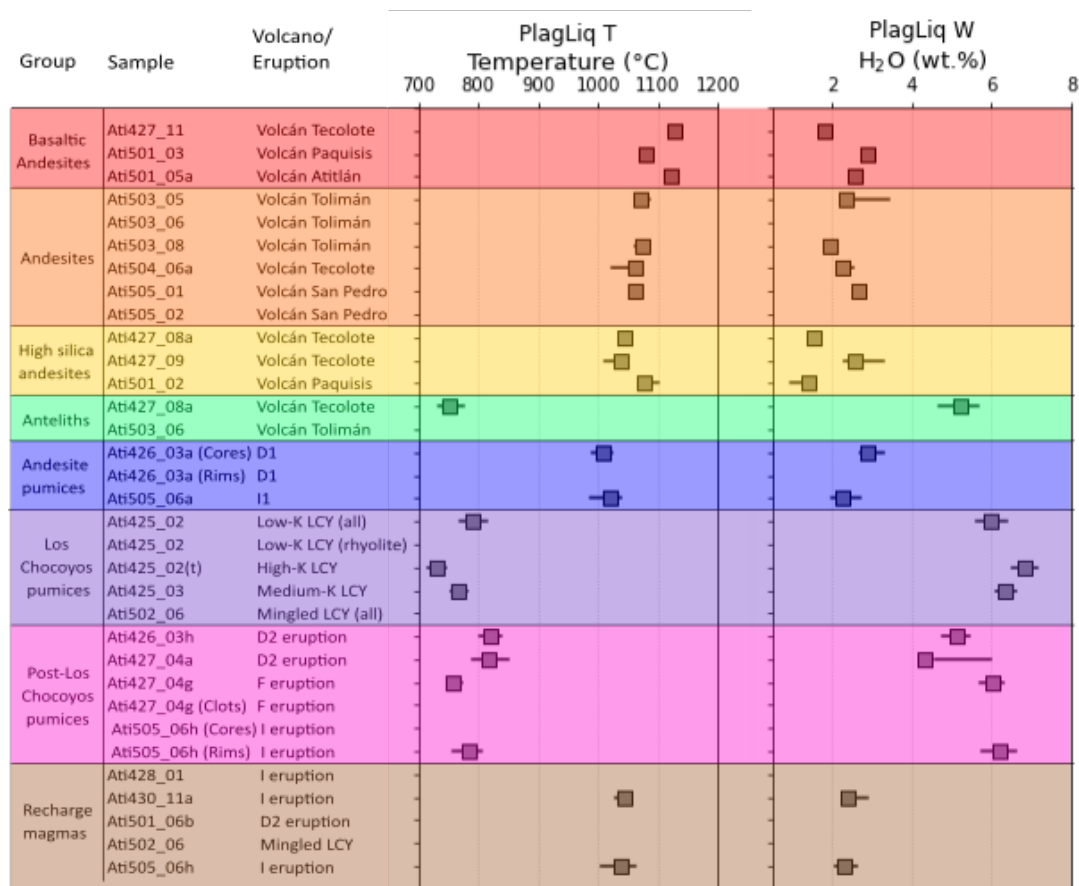 Group Sample Volcano/ Eruption PlagLiq T Temperature (°C) PlagLiq W H₂O (wt.%)
700 800 900 1000 1100 1200 2 4 6 8
Basaltic Andesites
Ati427_11 Volcán Tecolote
Ati501_03 Volcán Paquisis
Ati501_05a Volcán Atitlán
Andesites
Ati503_05 Volcán Tolimán
Ati503_06 Volcán Tolimán
Ati503_08 Volcán Tolimán
Ati504_06a Volcán Tecolote
Ati505_01 Volcán San Pedro
Ati505_02 Volcán San Pedro
High silica andesites
Ati427_08a Volcán Tecolote
Ati427_09 Volcán Tecolote
Ati501_02 Volcán Paquisis
Anteliths
Ati427_08a Volcán Tecolote
Ati503_06 Volcán Tolimán
Andesite pumices
Ati426_03a (Cores) D1
Ati426_03a (Rims) D1
Ati505_06a I1
Los Chocoyos pumices
Ati425_02 Low-K LCY (all)
Ati425_02 Low-K LCY (rhyolite)
Ati425_02(t) High-K LCY
Ati425_03 Medium-K LCY
Ati502_06 Mingled LCY (all)
Post-Los Chocoyos pumices
Ati426_03h D2 eruption
Ati427_04a D2 eruption
Ati427_04g F eruption
Ati427_04g (Clots) F eruption
Ati505_06h (Cores) I eruption
Ati505_06h (Rims) I eruption
Recharge magmas
Ati428_01 I eruption
Ati430_11a I eruption
Ati501_06b D2 eruption
Ati502_06 Mingled LCY
Ati505_06h I eruption